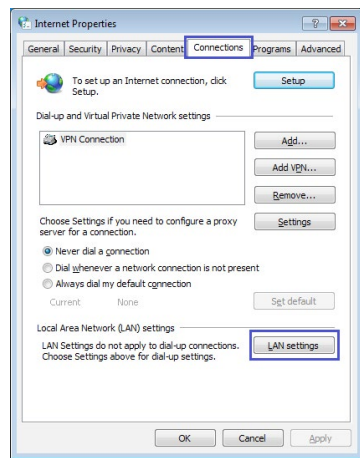 Internet Properties
General Security Privacy Content Connections Programs Advanced
To set up an Internet connection, click
Setup.
Setup
Dial-up and Virtual Private Network settings
VPN Connection
Add...
Add VPN...
Remove...
Choose Settings if you need to configure a proxy
server for a connection.
Settings
Never dial a connection
Dial whenever a network connection is not present
Always dial my default connection
Current None
Set default
Local Area Network (LAN) settings
LAN Settings do not apply to dial-up connections.
Choose Settings above for dial-up settings.
LAN settings
OK Cancel Apply